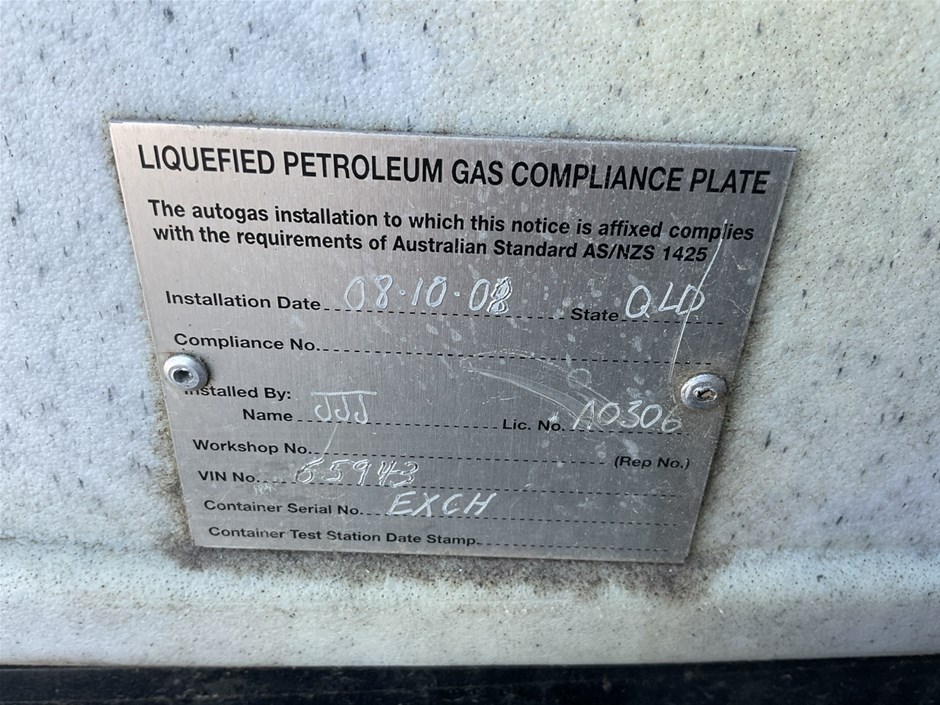 LIQUEFIED PETROLEUM GAS COMPLIANCE PLATE
The autogas installation to which this notice is affixed complies
with the requirements of Australian Standard AS/NZS 1425
Installation Date 08.10.08 State QLD
Compliance No.
Installed By:
Name JJJ Lic. No. A0306
Workshop No. (Rep No.)
VIN No. 65943
Container Serial No. EXCH
Container Test Station Date Stamp